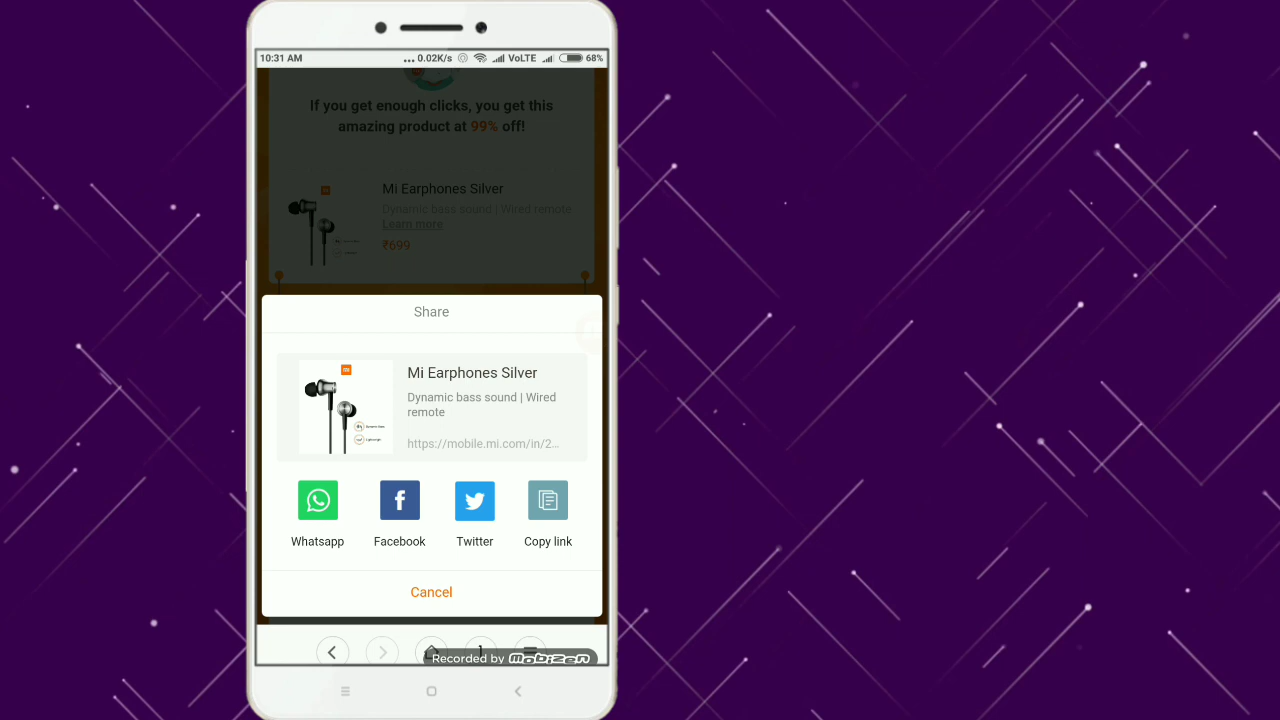 10:31 AM
... 0.02K/s VoLTE 68%
If you get enough clicks, you get this
amazing product at 99% off!
Mi Earphones Silver
Dynamic bass sound | Wired remote
Learn more
₹699
Share
Mi Earphones Silver
Dynamic bass sound | Wired
remote
https://mobile.mi.com/in/2...
Whatsapp
Facebook
Twitter
Copy link
Cancel
Recorded by mobizen